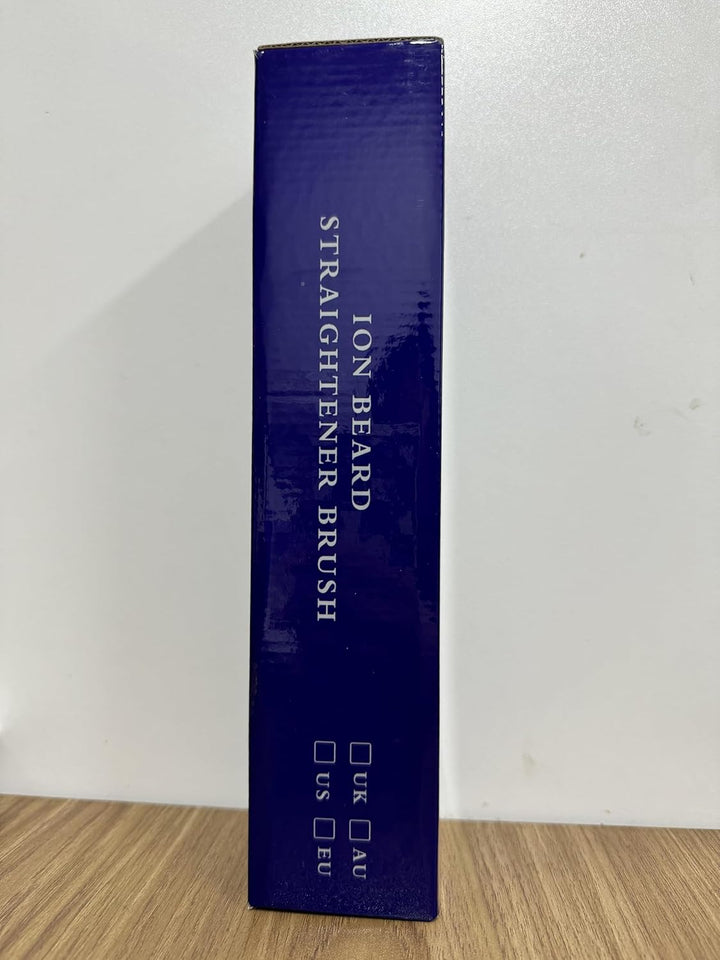 ION BEARD
STRAIGHTENER BRUSH
☐ UK ☐ AU
☐ US ☐ EU